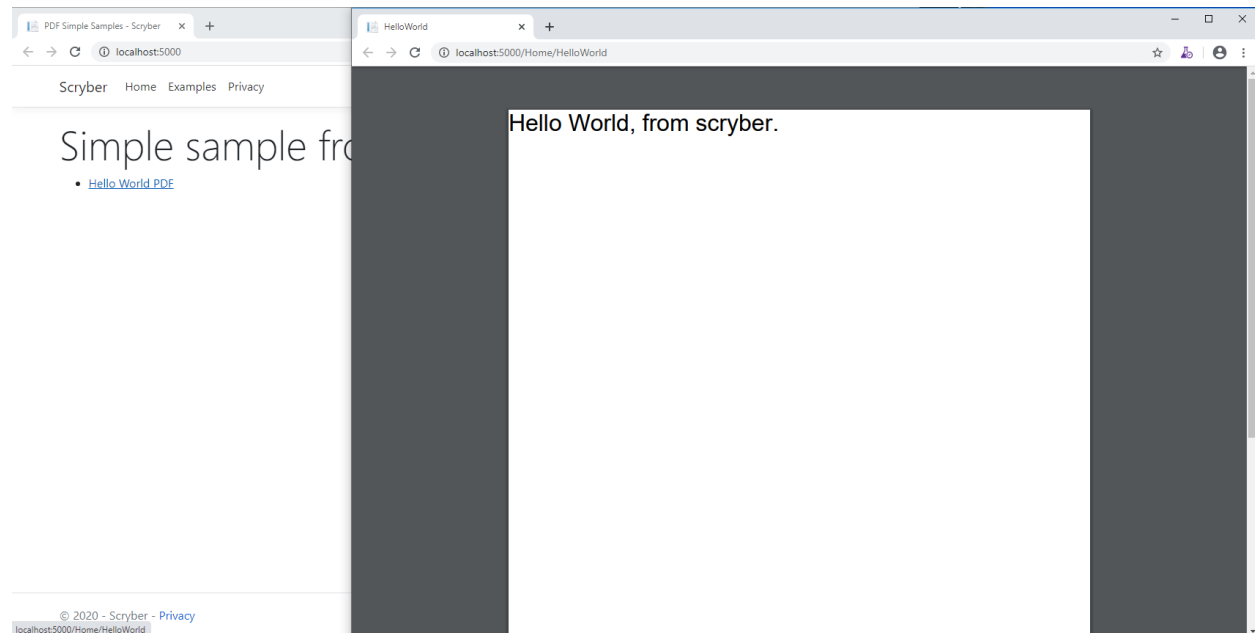 PDF Simple Samples - Scryber
localhost:5000
Scryber Home Examples Privacy
Simple sample
Hello World PDF
© 2020 - Scryber - Privacy
localhost:5000/Home/HelloWorld
HelloWorld
localhost:5000/Home/HelloWorld
Hello World, from scryber.